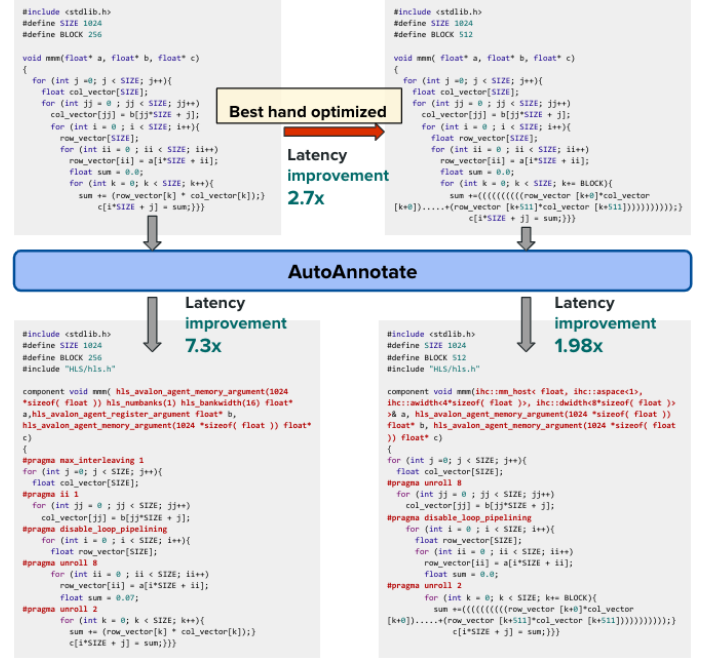 #include <stdlib.h>
#define SIZE 1024
#define BLOCK 256
void mmm(float* a, float* b, float* c)
{
for (int j =0; j < SIZE; j++){
float col_vector[SIZE];
for (int jj = 0 ; jj < SIZE; jj++)
col_vector[jj] = b[jj*SIZE + j];
for (int i = 0 ; i < SIZE; i++){
row_vector[SIZE];
for (int ii = 0 ; ii < SIZE; ii++)
row_vector[ii] = a[i*SIZE + ii];
float sum = 0.0;
for (int k = 0; k < SIZE; k++){
sum += (row_vector[k] * col_vector[k]);}
c[i*SIZE + j] = sum;}}}
Best hand optimized
Latency
improvement
2.7x
#include <stdlib.h>
#define SIZE 1024
#define BLOCK 512
void mmm( float* a, float* b, float* c)
{
for (int j =0; j < SIZE; j++){
float col_vector[SIZE];
for (int jj = 0 ; jj < SIZE; jj++)
col_vector[jj] = b[jj*SIZE + j];
for (int i = 0 ; i < SIZE; i++){
float row_vector[SIZE];
for (int ii = 0 ; ii < SIZE; ii++)
row_vector[ii] = a[i*SIZE + ii];
float sum = 0.0;
for (int k = 0; k < SIZE; k+= BLOCK){
sum +=((((((((((row_vector [k+0]*col_vector
[k+0]).....+(row_vector [k+511]*col_vector [k+511]))))))))));}
c[i*SIZE + j] = sum;}}}
AutoAnnotate
Latency
improvement
7.3x
Latency
improvement
1.98x
#include <stdlib.h>
#define SIZE 1024
#define BLOCK 256
#include "HLS/hls.h"
component void mmm( hls_avalon_agent_memory_argument(1024
*sizeof( float )) hls_numbanks(1) hls_bankwidth(16) float*
a,hls_avalon_agent_register_argument float* b,
hls_avalon_agent_memory_argument(1024 *sizeof( float )) float*
c)
{
#pragma max_interleaving 1
for (int j =0; j < SIZE; j++){
float col_vector[SIZE];
#pragma ii 1
for (int jj = 0 ; jj < SIZE; jj++)
col_vector[jj] = b[jj*SIZE + j];
#pragma disable_loop_pipelining
for (int i = 0 ; i < SIZE; i++){
float row_vector[SIZE];
#pragma unroll 8
for (int ii = 0 ; ii < SIZE; ii++)
row_vector[ii] = a[i*SIZE + ii];
float sum = 0.07;
#pragma unroll 2
for (int k = 0; k < SIZE; k++){
sum += (row_vector[k] * col_vector[k]);}
c[i*SIZE + j] = sum;}}}
#include <stdlib.h>
#define SIZE 1024
#define BLOCK 512
#include "HLS/hls.h"
component void mmm(ihc::mm_host< float, ihc::aspace<1>,
ihc::awidth<4*sizeof( float )>, ihc::dwidth<8*sizeof( float )>
>& a, hls_avalon_agent_memory_argument(1024 *sizeof( float ))
float* b, hls_avalon_agent_memory_argument(1024 *sizeof( float
)) float* c)
{
for (int j =0; j < SIZE; j++){
float col_vector[SIZE];
#pragma unroll 8
for (int jj = 0 ; jj < SIZE; jj++)
col_vector[jj] = b[jj*SIZE + j];
#pragma disable_loop_pipelining
for (int i = 0 ; i < SIZE; i++){
float row_vector[SIZE];
for (int ii = 0 ; ii < SIZE; ii++)
row_vector[ii] = a[i*SIZE + ii];
float sum = 0.0;
#pragma unroll 2
for (int k = 0; k < SIZE; k+= BLOCK){
sum +=((((((((((row_vector [k+0]*col_vector
[k+0]).....+(row_vector [k+511]*col_vector [k+511]))))))))));}
c[i*SIZE + j] = sum;}}}